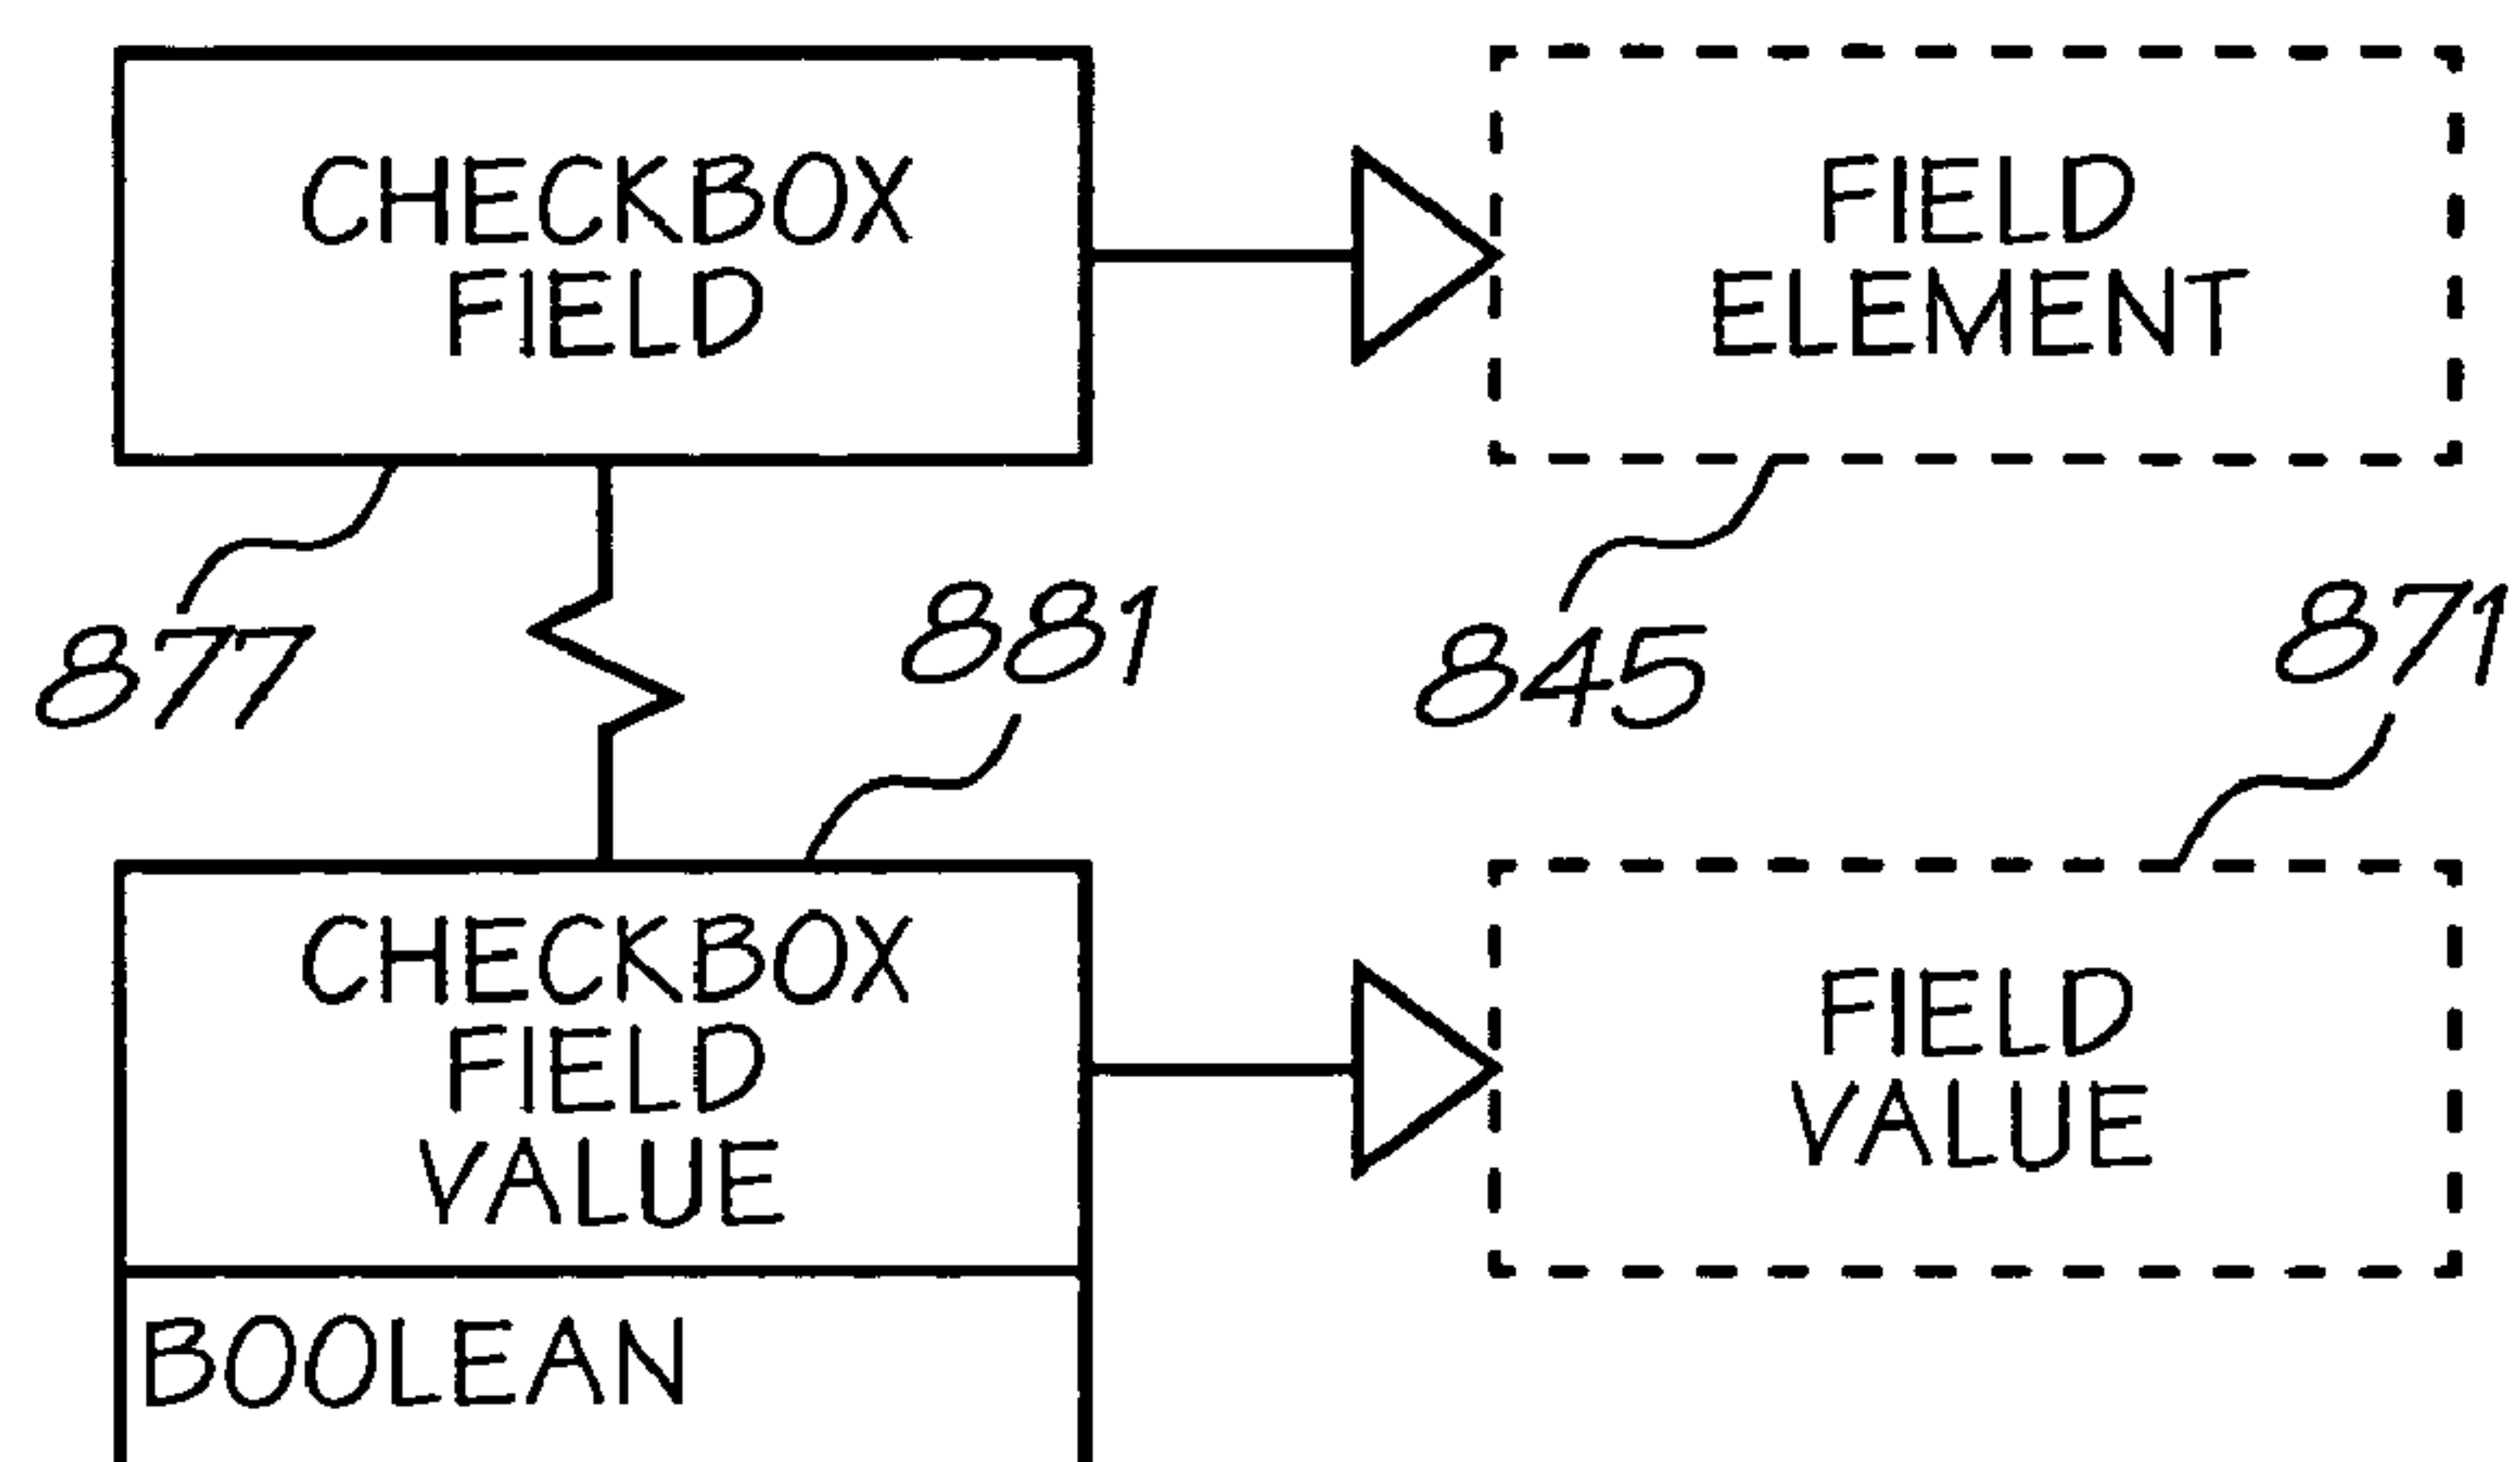 CHECKBOX
FIELD
FIELD
ELEMENT
877
881
845
871
CHECKBOX
FIELD
VALUE
FIELD
VALUE
BOOLEAN